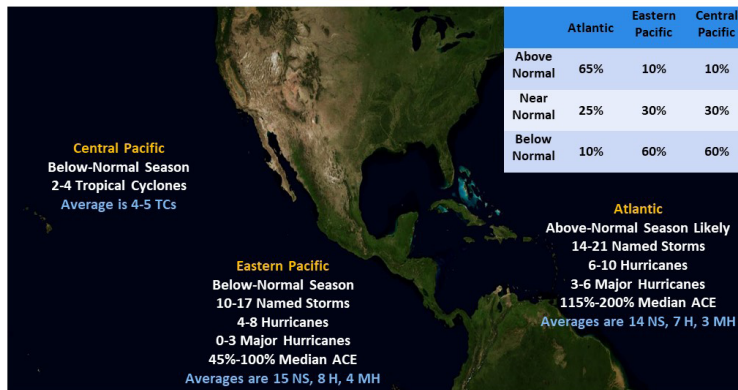 Atlantic Eastern Pacific Central Pacific
Above Normal 65% 10% 10%
Near Normal 25% 30% 30%
Below Normal 10% 60% 60%
Central Pacific
Below-Normal Season
2-4 Tropical Cyclones
Average is 4-5 TCs
Eastern Pacific
Below-Normal Season
10-17 Named Storms
4-8 Hurricanes
0-3 Major Hurricanes
45%-100% Median ACE
Averages are 15 NS, 8 H, 4 MH
Atlantic
Above-Normal Season Likely
14-21 Named Storms
6-10 Hurricanes
3-6 Major Hurricanes
115%-200% Median ACE
Averages are 14 NS, 7 H, 3 MH